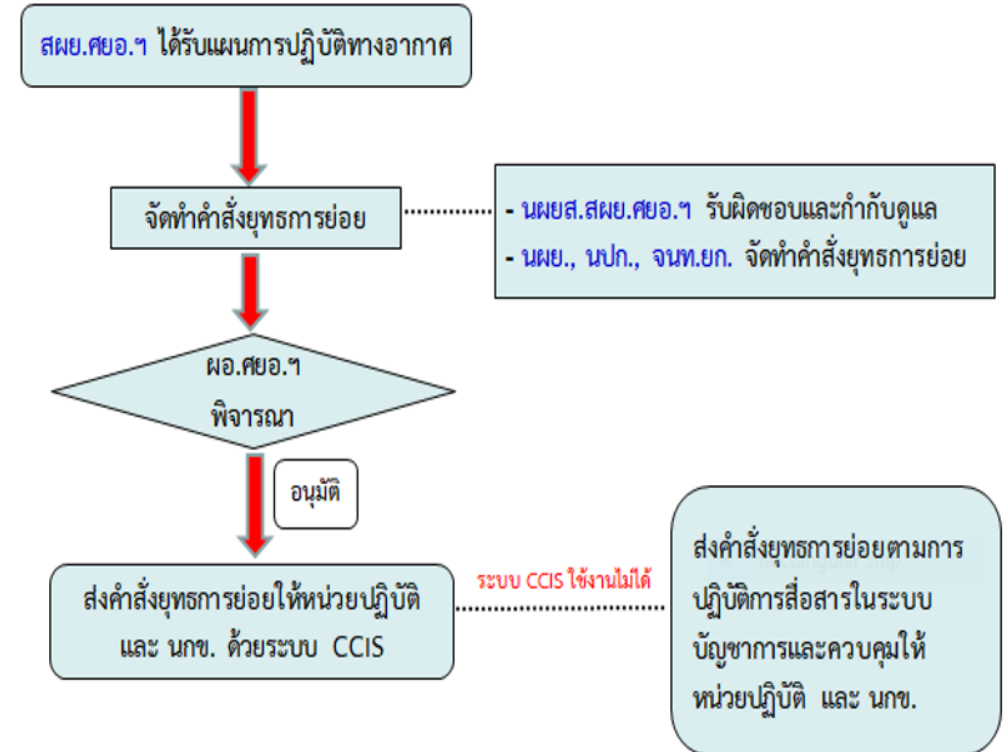 สผย.ศยอ.ฯ ได้รับแผนการปฏิบัติทางอากาศ
จัดทำคำสั่งยุทธการย่อย
- นผยส.สผย.ศยอ.ฯ รับผิดชอบและกำกับดูแล
- นผย., นปก., จนท.ยก. จัดทำคำสั่งยุทธการย่อย
ผอ.ศยอ.ฯ
พิจารณา
อนุมัติ
ส่งคำสั่งยุทธการย่อยให้หน่วยปฏิบัติ
และ นกข. ด้วยระบบ CCIS
ระบบ CCIS ใช้งานไม่ได้
ส่งคำสั่งยุทธการย่อยตามการ
ปฏิบัติการสื่อสารในระบบ
บัญชาการและควบคุมให้
หน่วยปฏิบัติ และ นกข.